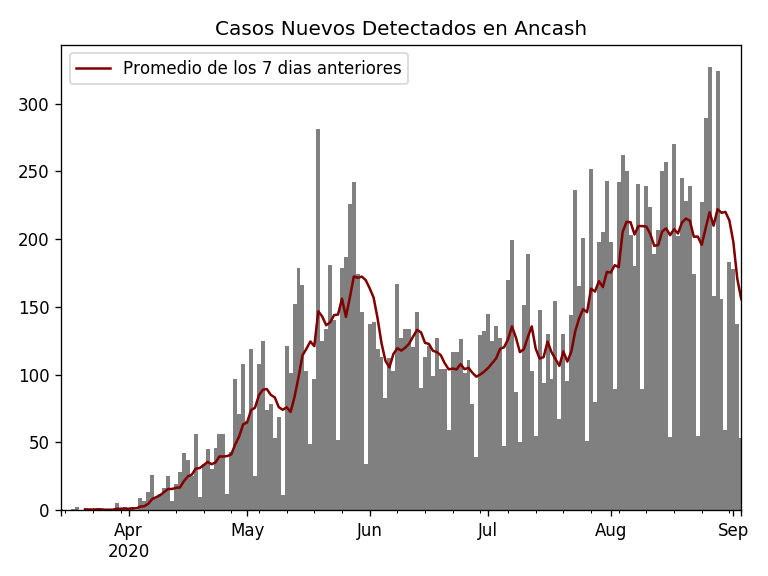 Casos Nuevos Detectados en Ancash
Promedio de los 7 dias anteriores
300
250
200
150
100
50
0
Apr
2020
May
Jun
Jul
Aug
Sep